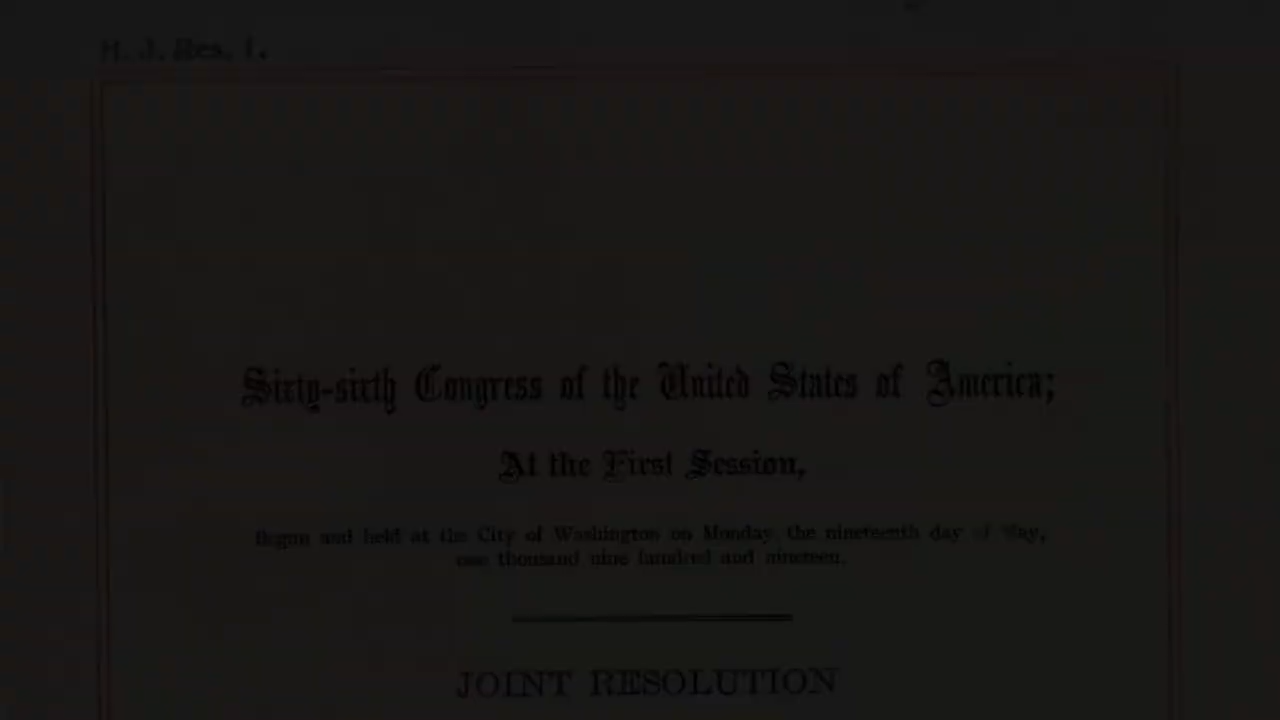 H. J. Res. 1.
Sixty-sixth Congress of the United States of America;
At the First Session,
Begun and held at the City of Washington on Monday, the nineteenth day of May,
one thousand nine hundred and nineteen.
JOINT RESOLUTION